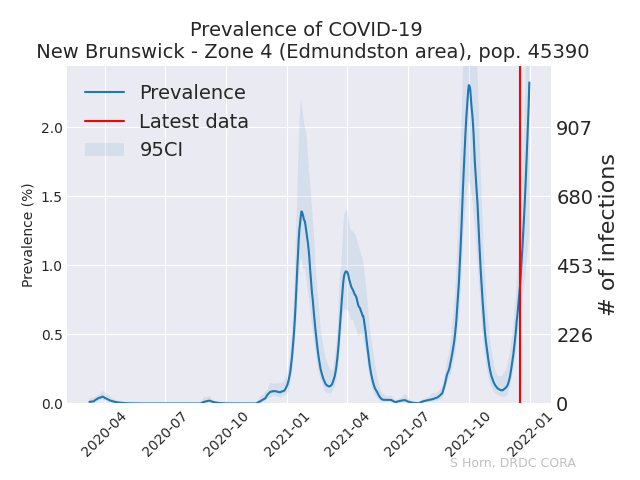 Prevalence of COVID-19
New Brunswick - Zone 4 (Edmundston area), pop. 45390
Prevalence
Latest data
95CI
Prevalence (%)
2.0
1.5
1.0
0.5
0.0
907
680
453
226
0
# of infections
2020-04
2020-07
2020-10
2021-01
2021-04
2021-07
2021-10
2022-01
S Horn, DRDC CORA